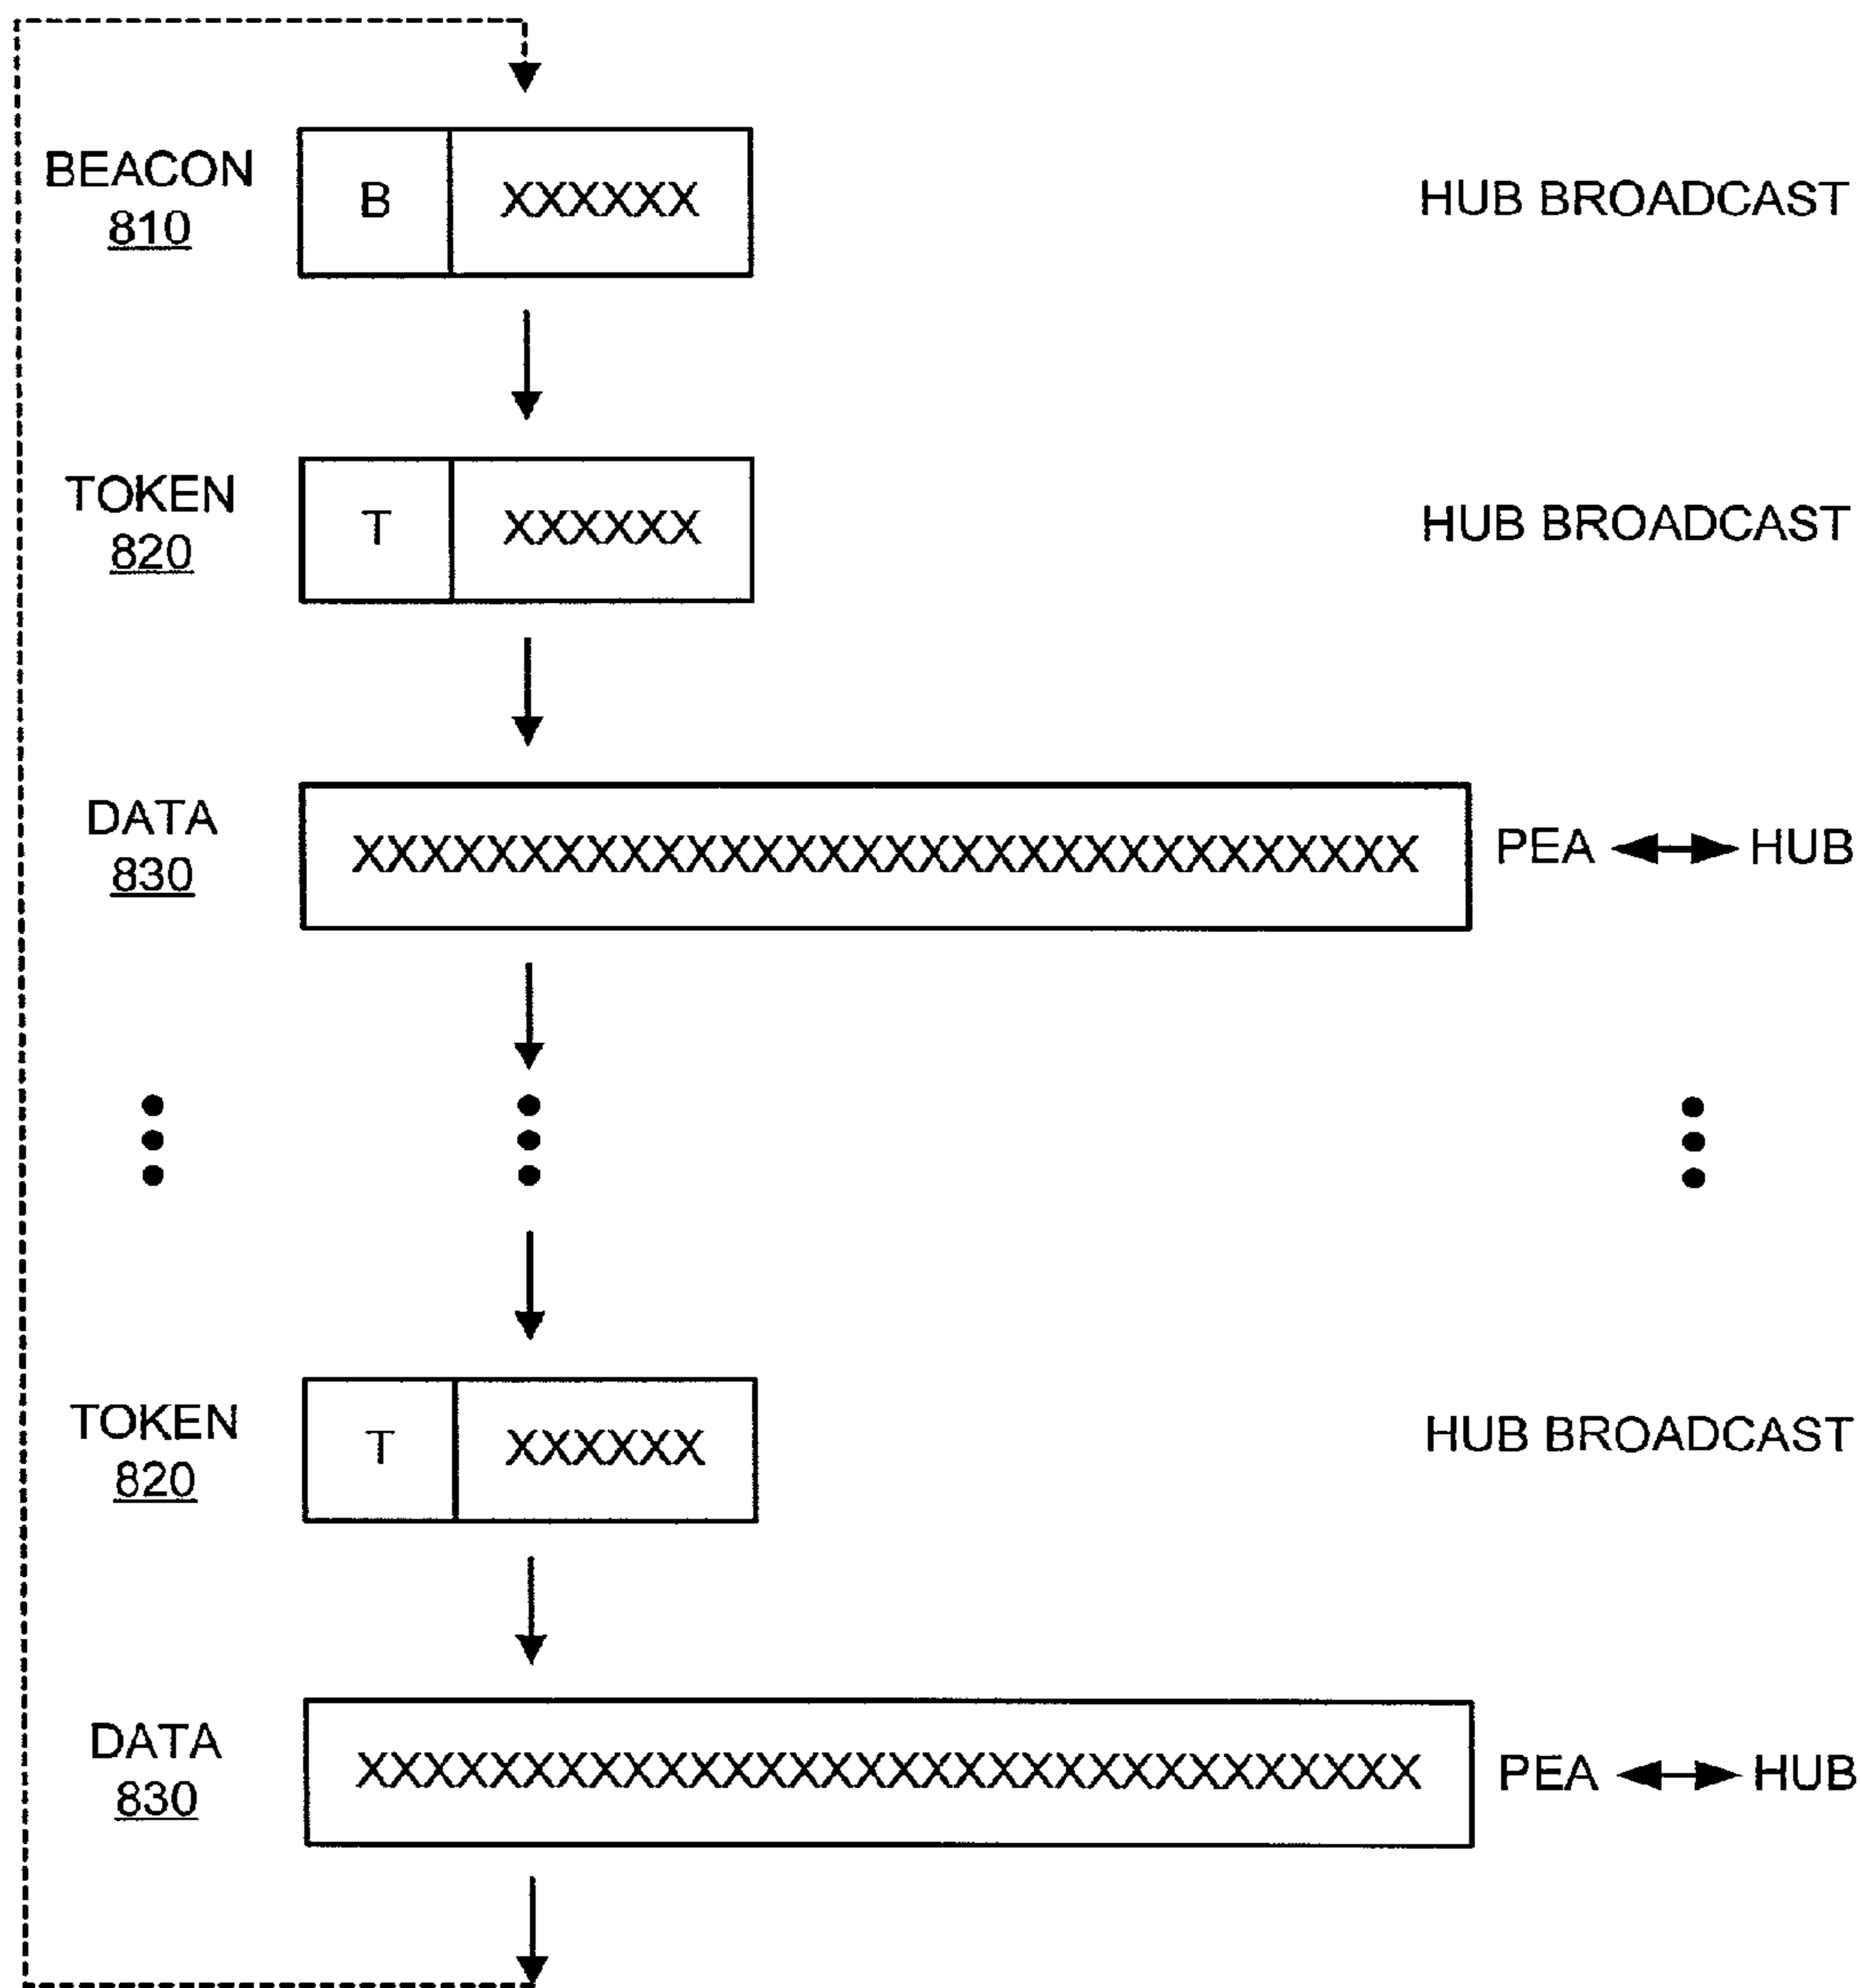 BEACON
810
B XXXXXX
HUB BROADCAST
TOKEN
820
T XXXXXX
HUB BROADCAST
DATA
830
XXXXXXXXXXXXXXXXXXXXXXXXXXXXXXXX
PEA HUB
TOKEN
820
T XXXXXX
HUB BROADCAST
DATA
830
XXXXXXXXXXXXXXXXXXXXXXXXXXXXXXXX
PEA HUB